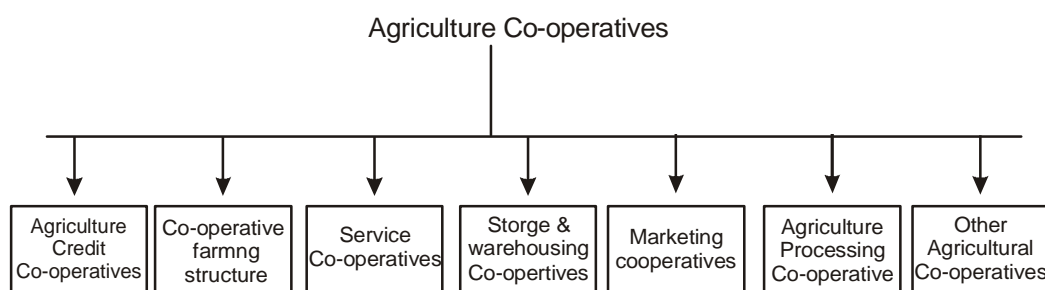 Agriculture Co-operatives
Agriculture
Credit
Co-operatives
Co-operative
farmng
structure
Service
Co-operatives
Storge &
warehousing
Co-opertives
Marketing
cooperatives
Agriculture
Processing
Co-operative
Other
Agricultural
Co-operatives